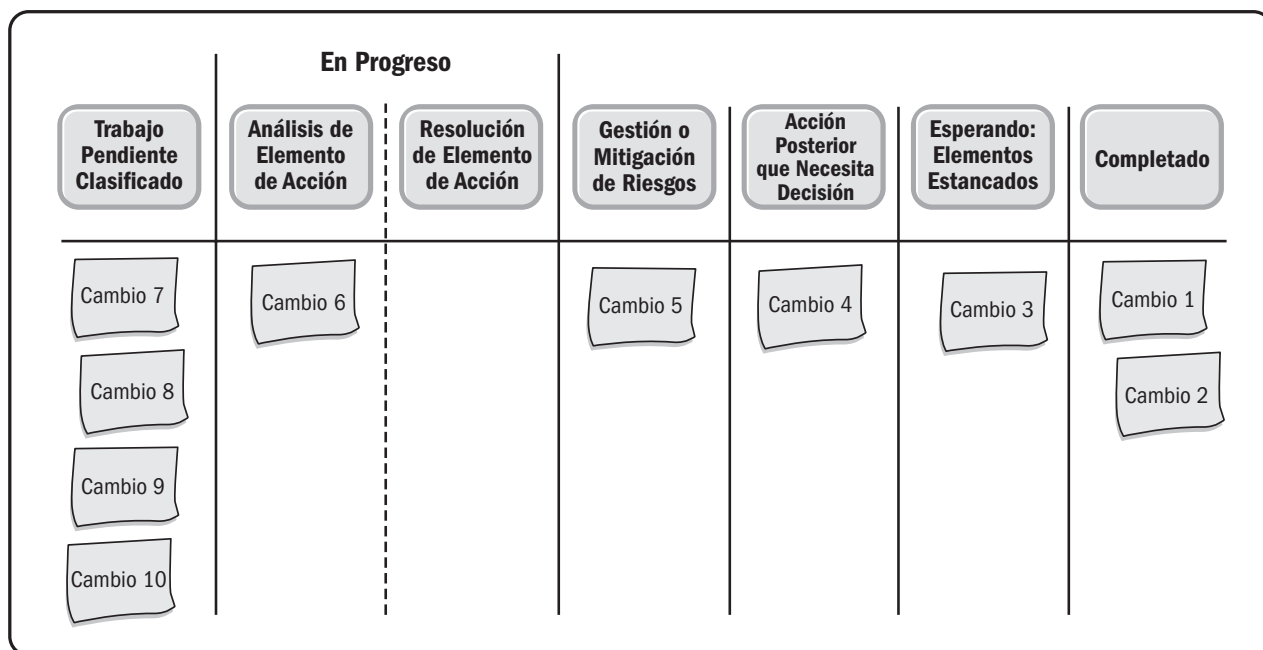 En Progreso
Trabajo
Pendiente
Clasificado
Análisis de
Elemento
de Acción
Resolución
de Elemento
de Acción
Gestión o
Mitigación
de Riesgos
Acción
Posterior
que Necesita
Decisión
Esperando:
Elementos
Estancados
Completado
Cambio 7
Cambio 8
Cambio 9
Cambio 10
Cambio 6
Cambio 5
Cambio 4
Cambio 3
Cambio 1
Cambio 2